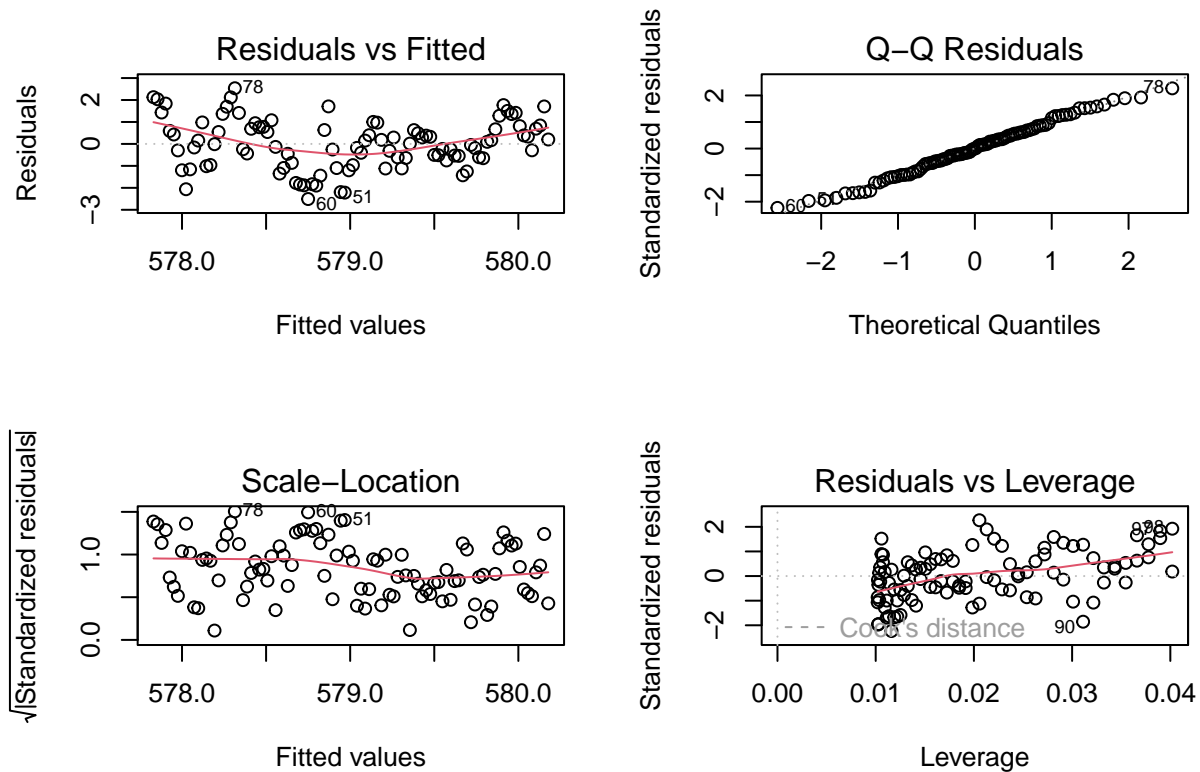 Residuals vs Fitted
Residuals
2
0
−3
78
60
51
578.0
579.0
580.0
Fitted values
Q−Q Residuals
Standardized residuals
2
0
−2
78
60
5
−2
−1
0
1
2
Theoretical Quantiles
Scale−Location
√|Standardized residuals|
1.0
0.0
78
60
51
578.0
579.0
580.0
Fitted values
Residuals vs Leverage
Standardized residuals
2
0
−2
98
90
Cook's distance
0.00
0.01
0.02
0.03
0.04
Leverage